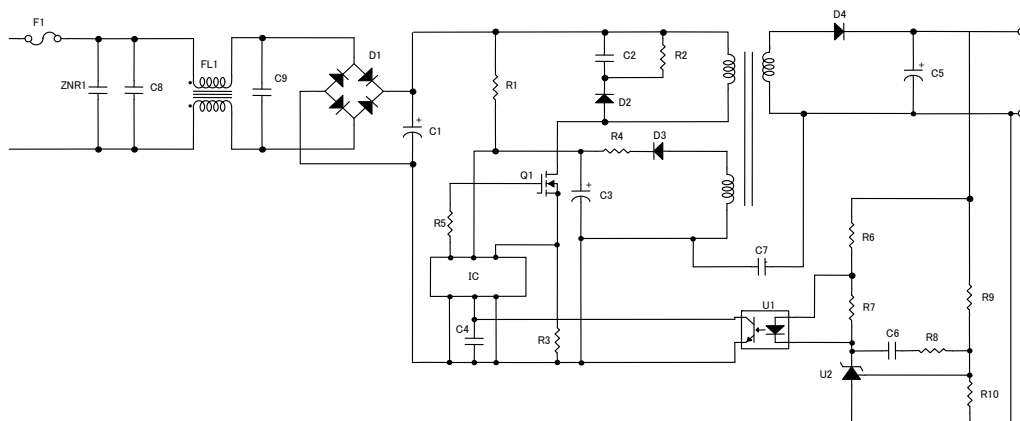 F1
ZNR1
C8
FL1
C9
D1
C1
R1
C2
R2
D2
D4
C5
R4
D3
Q1
C3
R5
IC
C4
R3
C7
U1
R6
R7
R9
C6
R8
U2
R10